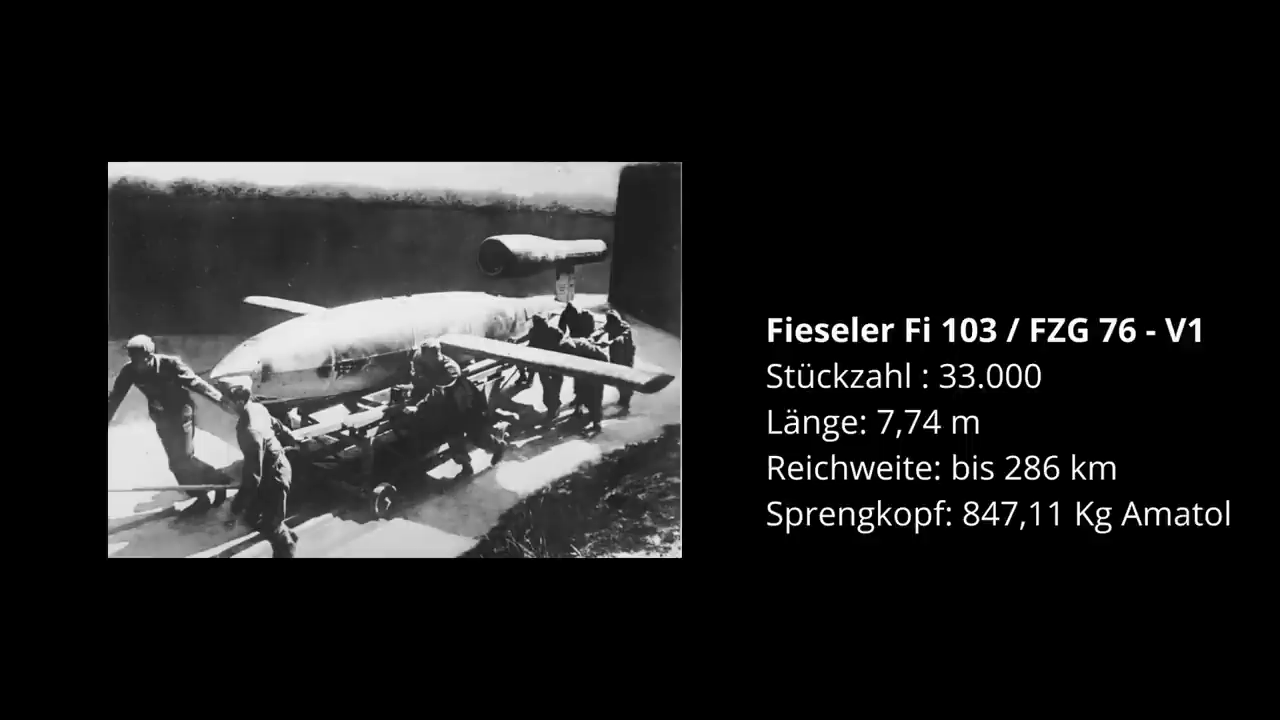 Fieseler Fi 103 / FZG 76 - V1
Stückzahl : 33.000
Länge: 7,74 m
Reichweite: bis 286 km
Sprengkopf: 847,11 Kg Amatol